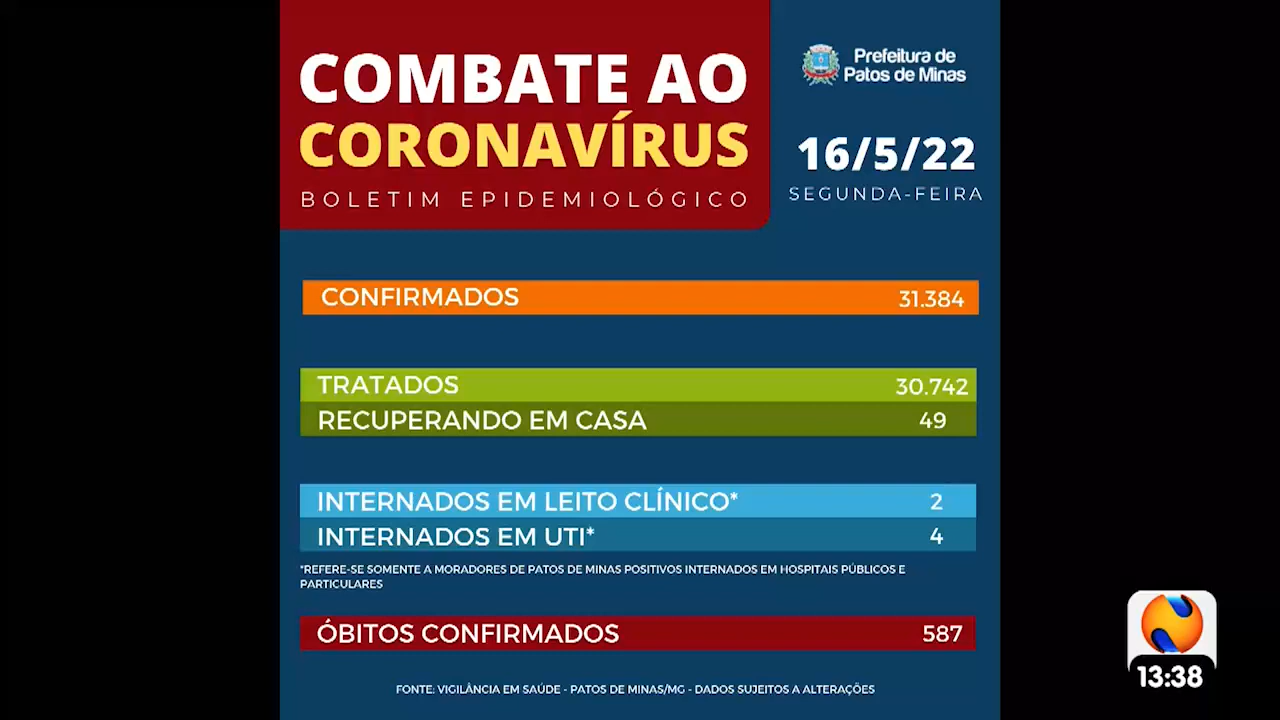 COMBATE AO
CORONAVÍRUS
BOLETIM EPIDEMIOLÓGICO
Prefeitura de
Patos de Minas
16/5/22
SEGUNDA-FEIRA
CONFIRMADOS 31.384
TRATADOS 30.742
RECUPERANDO EM CASA 49
INTERNADOS EM LEITO CLÍNICO* 2
INTERNADOS EM UTI* 4
*REFERE-SE SOMENTE A MORADORES DE PATOS DE MINAS POSITIVOS INTERNADOS EM HOSPITAIS PÚBLICOS E
PARTICULARES
ÓBITOS CONFIRMADOS 587
FONTE: VIGILÂNCIA EM SAÚDE - PATOS DE MINAS/MG - DADOS SUJEITOS A ALTERAÇÕES
13:38